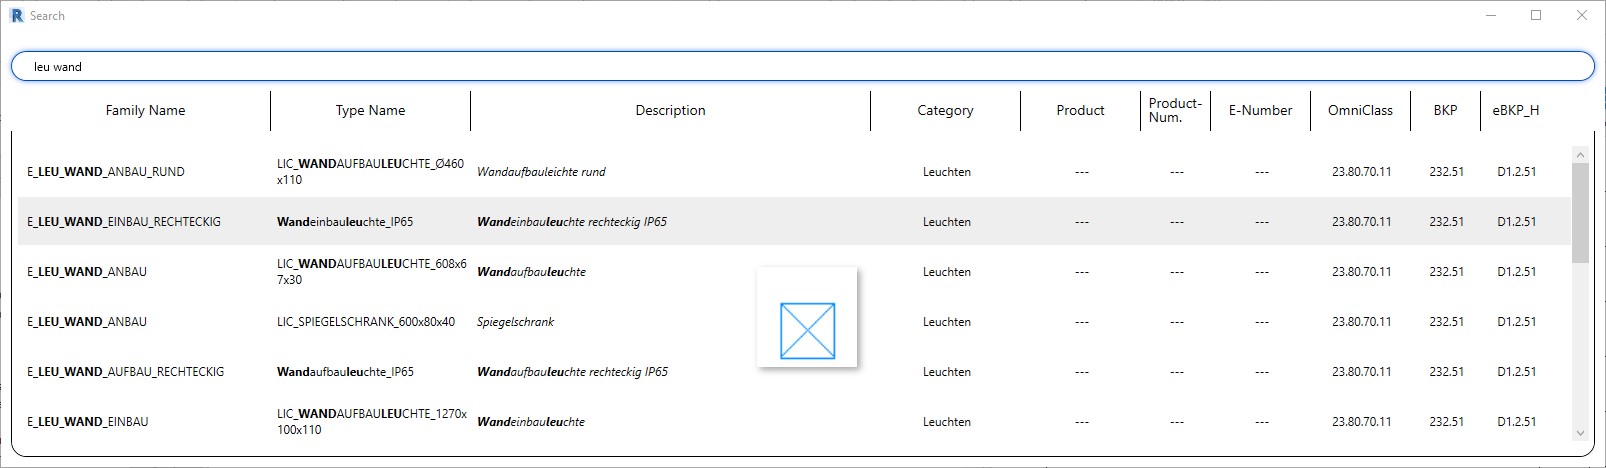 R Search
leu wand
Family Name Type Name Description Category Product Product-Num. E-Number OmniClass BKP eBKP_H
E_LEU_WAND_ANBAU_RUND LIC_WANDAUFBAULEUCHTE_Ø460x110 Wandaufbauleichte rund Leuchten --- --- --- 23.80.70.11 232.51 D1.2.51
E_LEU_WAND_EINBAU_RECHTECKIG Wandeinbauleuchte_IP65 Wandeinbauleuchte rechteckig IP65 Leuchten --- --- --- 23.80.70.11 232.51 D1.2.51
E_LEU_WAND_ANBAU LIC_WANDAUFBAULEUCHTE_608x67x30 Wandaufbauleuchte Leuchten --- --- --- 23.80.70.11 232.51 D1.2.51
E_LEU_WAND_ANBAU LIC_SPIEGELSCHRANK_600x80x40 Spiegelschrank Leuchten --- --- --- 23.80.70.11 232.51 D1.2.51
E_LEU_WAND_AUFBAU_RECHTECKIG Wandaufbauleuchte_IP65 Wandaufbauleuchte rechteckig IP65 Leuchten --- --- --- 23.80.70.11 232.51 D1.2.51
E_LEU_WAND_EINBAU LIC_WANDAUFBAULEUCHTE_1270x100x110 Wandeinbauleuchte Leuchten --- --- --- 23.80.70.11 232.51 D1.2.51